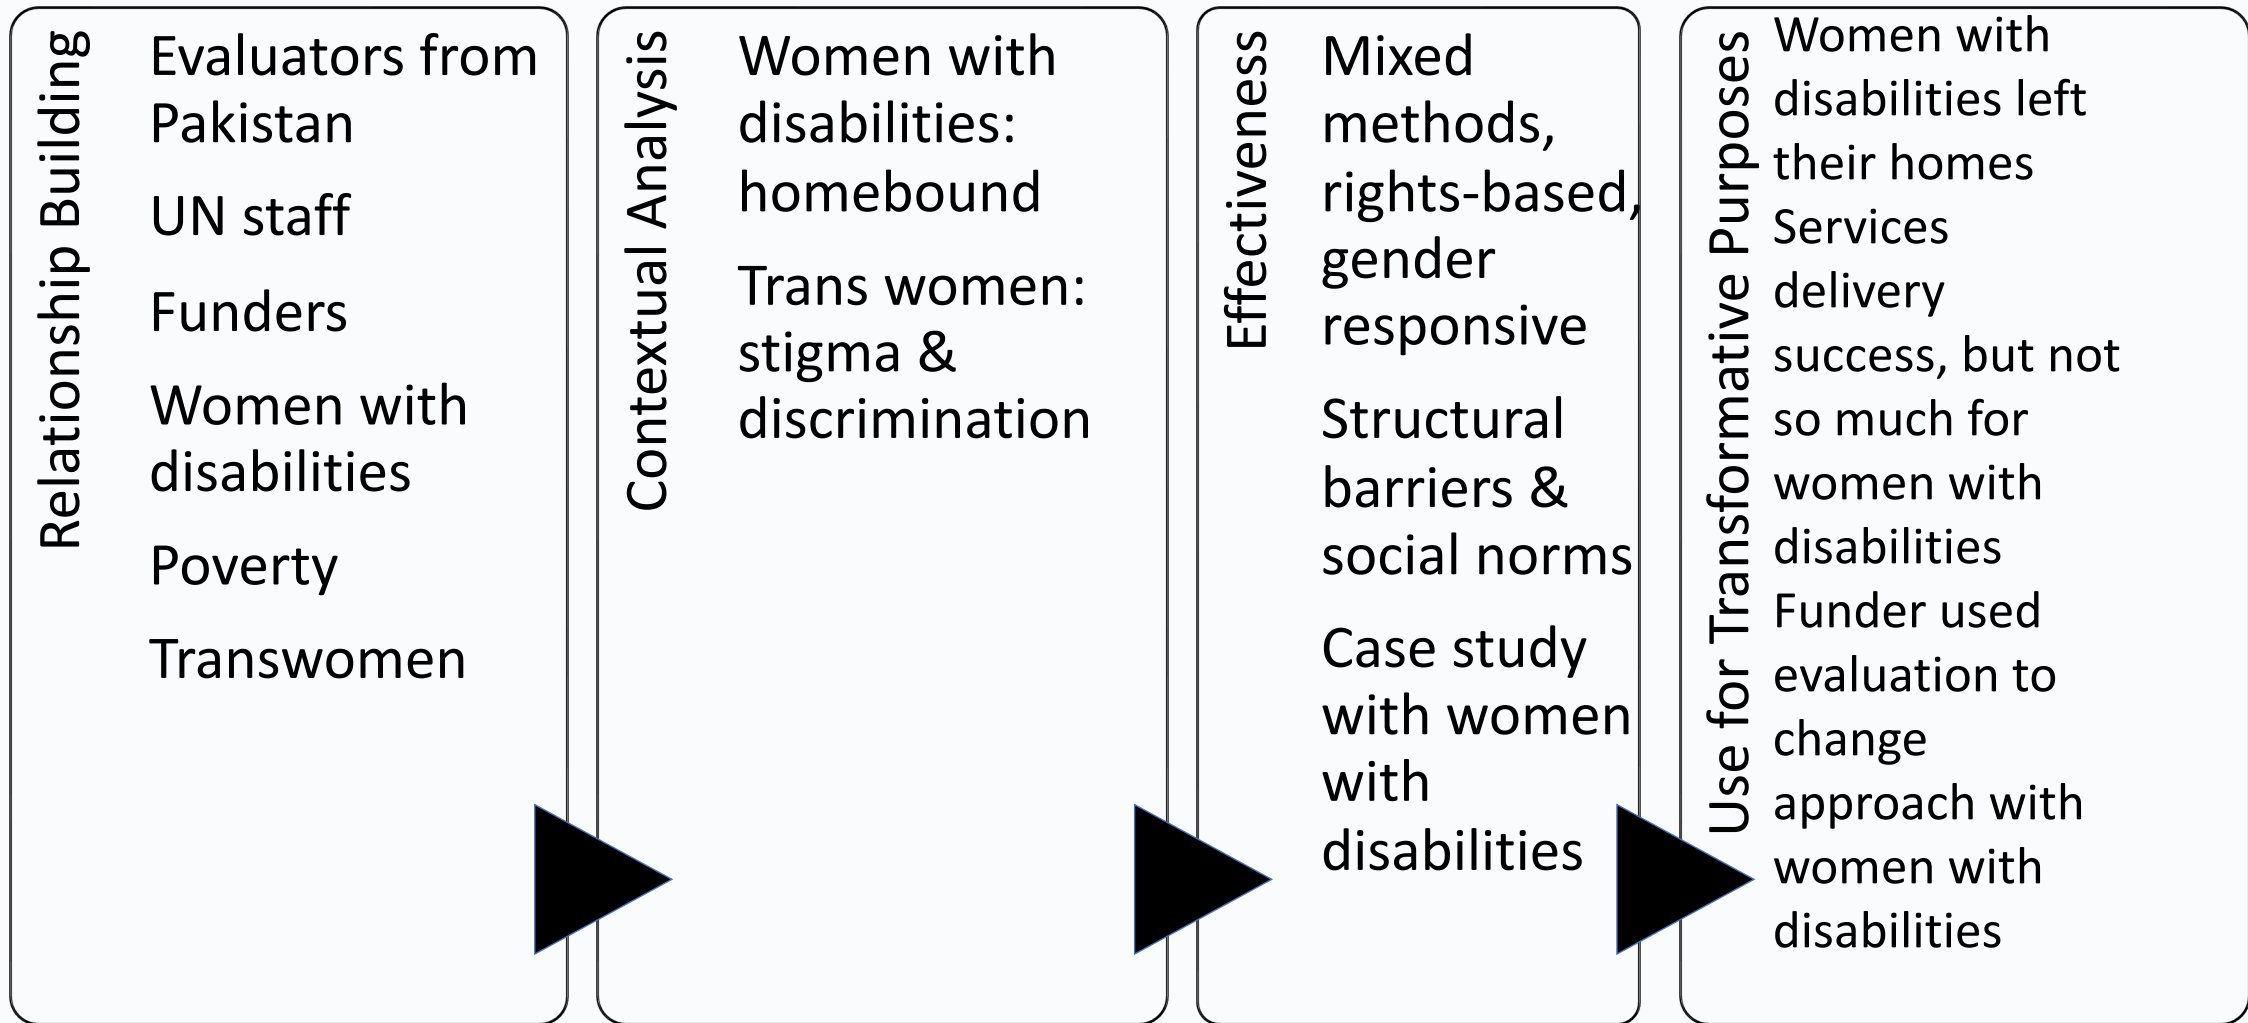 Relationship Building
Evaluators from
Pakistan
UN staff
Funders
Women with
disabilities
Poverty
Transwomen
Contextual Analysis
Women with
disabilities:
homebound
Trans women:
stigma &
discrimination
Effectiveness
Mixed
methods,
rights-based,
gender
responsive
Structural
barriers &
social norms
Case study
with women
with
disabilities
Use for Transformative Purposes
Women with
disabilities left
their homes
Services
delivery
success, but not
so much for
women with
disabilities
Funder used
evaluation to
change
approach with
women with
disabilities